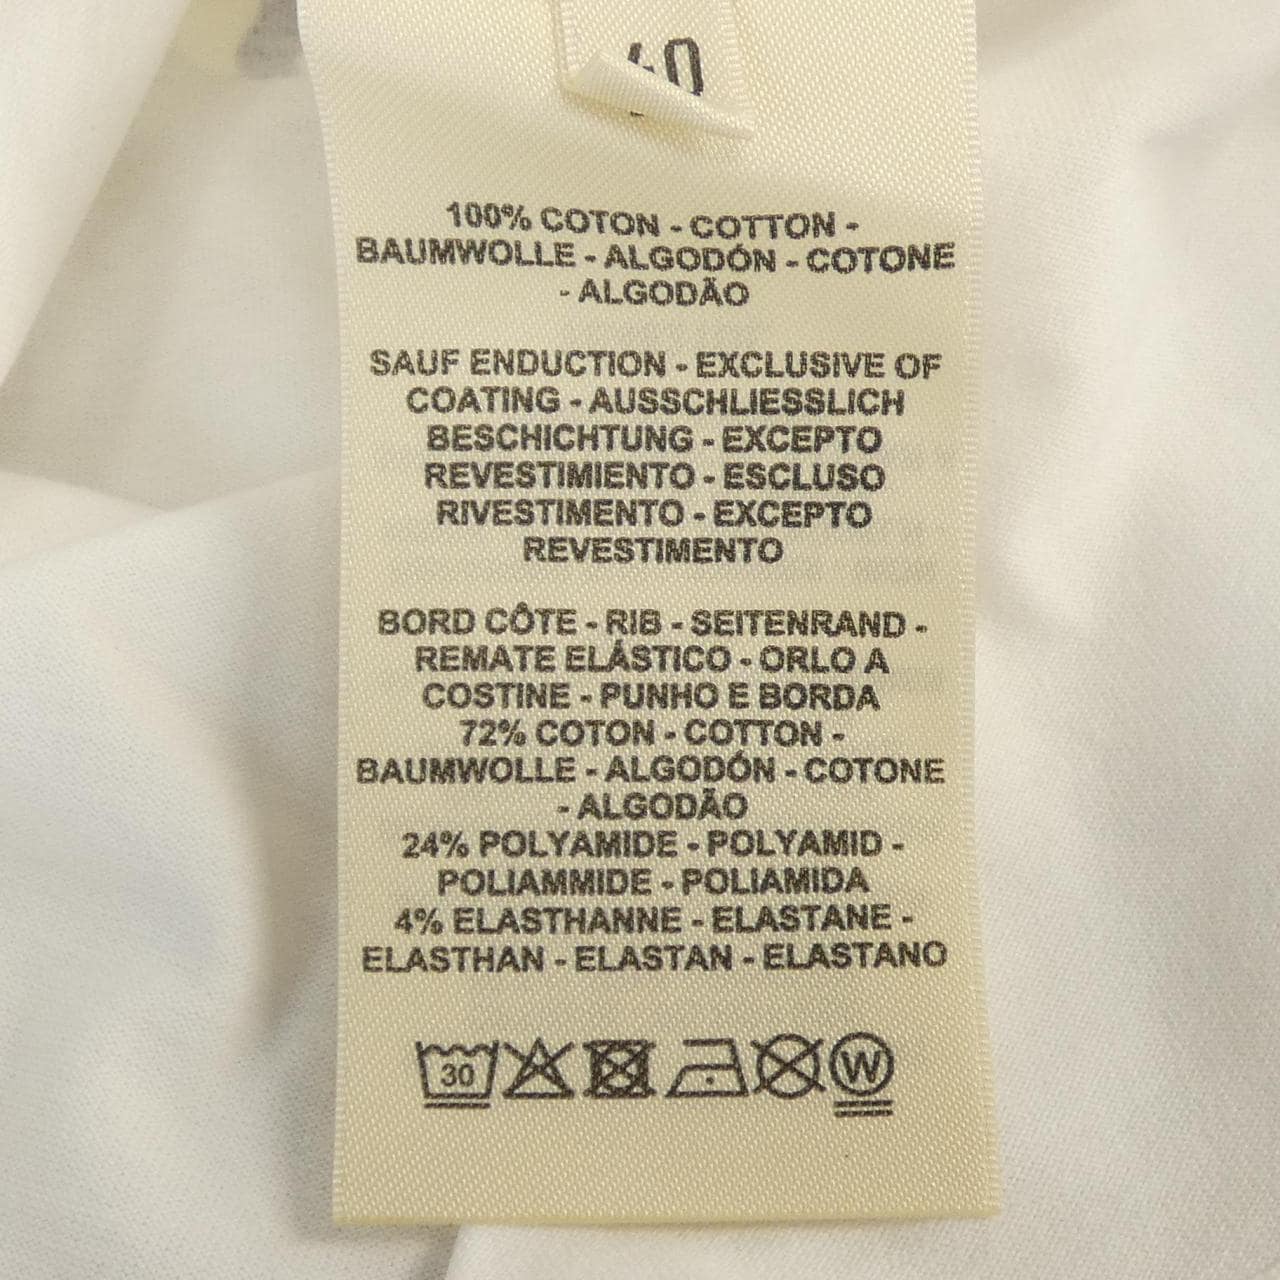 40
100% COTON - COTTON -
BAUMWOLLE - ALGODÓN - COTONE
- ALGODÃO
SAUF ENDUCTION - EXCLUSIVE OF
COATING - AUSSCHLIESSLICH
BESCHICHTUNG - EXCEPTO
REVESTIMIENTO - ESCLUSO
RIVESTIMENTO - EXCEPTO
REVESTIMENTO
BORD CÔTE - RIB - SEITENRAND -
REMATE ELÁSTICO - ORLO A
COSTINE - PUNHO E BORDA
72% COTON - COTTON -
BAUMWOLLE - ALGODÓN - COTONE
- ALGODÃO
24% POLYAMIDE - POLYAMID -
POLIAMMIDE - POLIAMIDA
4% ELASTHANNE - ELASTANE -
ELASTHAN - ELASTAN - ELASTANO
30 W